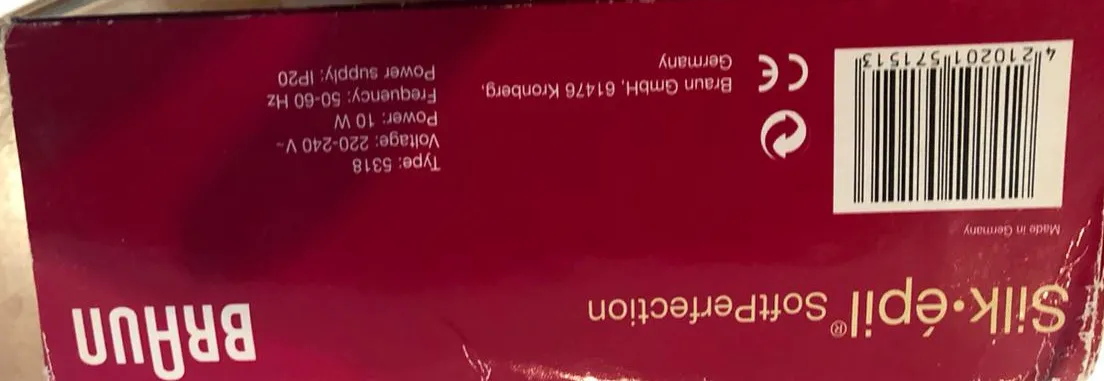 Silk·épil® SoftPerfection
BRAUN
Made in Germany
4 210201 571513
CE
Braun GmbH, 61476 Kronberg,
Germany
Type: 5318
Voltage: 220-240 V~
Power: 10 W
Frequency: 50-60 Hz
Power supply: IP20